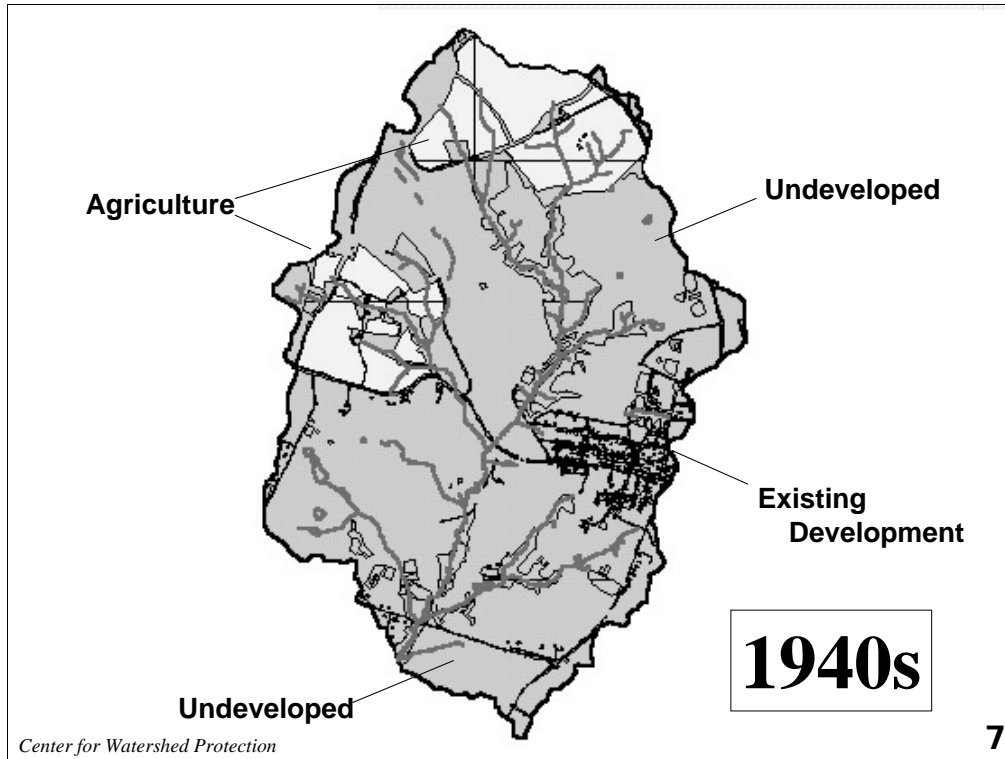 Agriculture
Undeveloped
Existing
Development
1940s
Undeveloped
Center for Watershed Protection
7